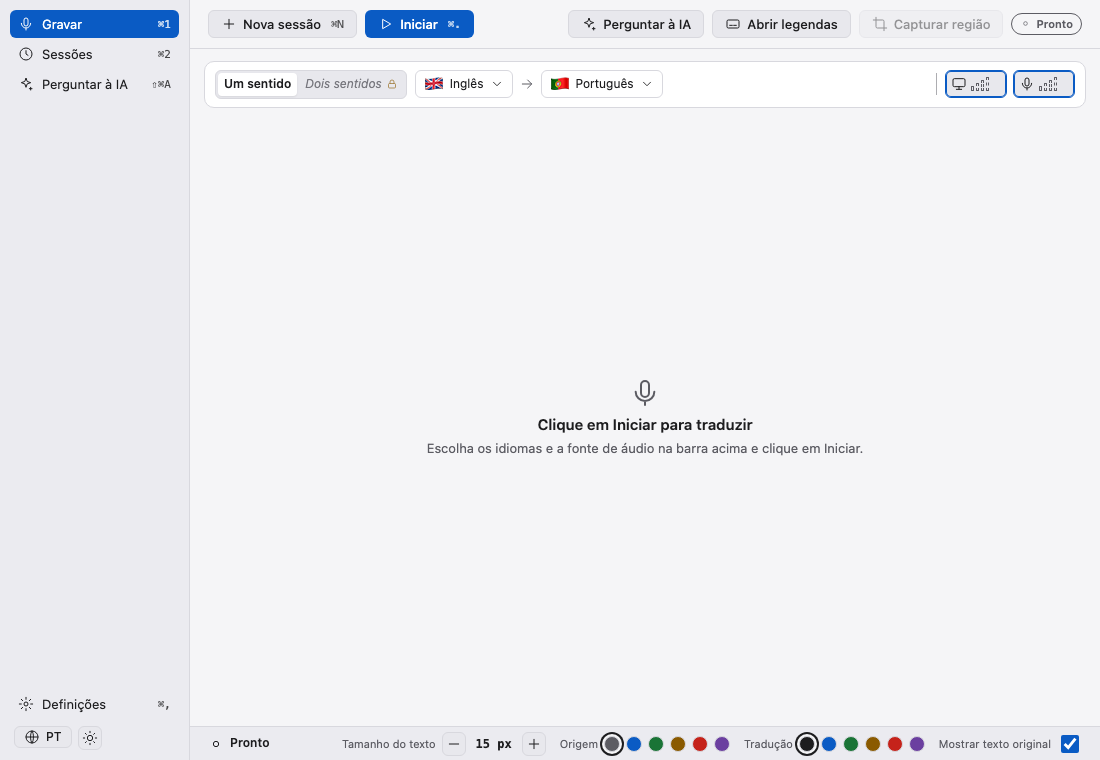 Gravar ⌘1
Sessões ⌘2
Perguntar à IA ⇧⌘A
Nova sessão ⌘N
Iniciar ⌘.
Perguntar à IA
Abrir legendas
Capturar região
Pronto
Um sentido
Dois sentidos
Inglês
Português
Clique em Iniciar para traduzir
Escolha os idiomas e a fonte de áudio na barra acima e clique em Iniciar.
Definições ⌘,
PT
Pronto
Tamanho do texto
15 px
Origem
Tradução
Mostrar texto original